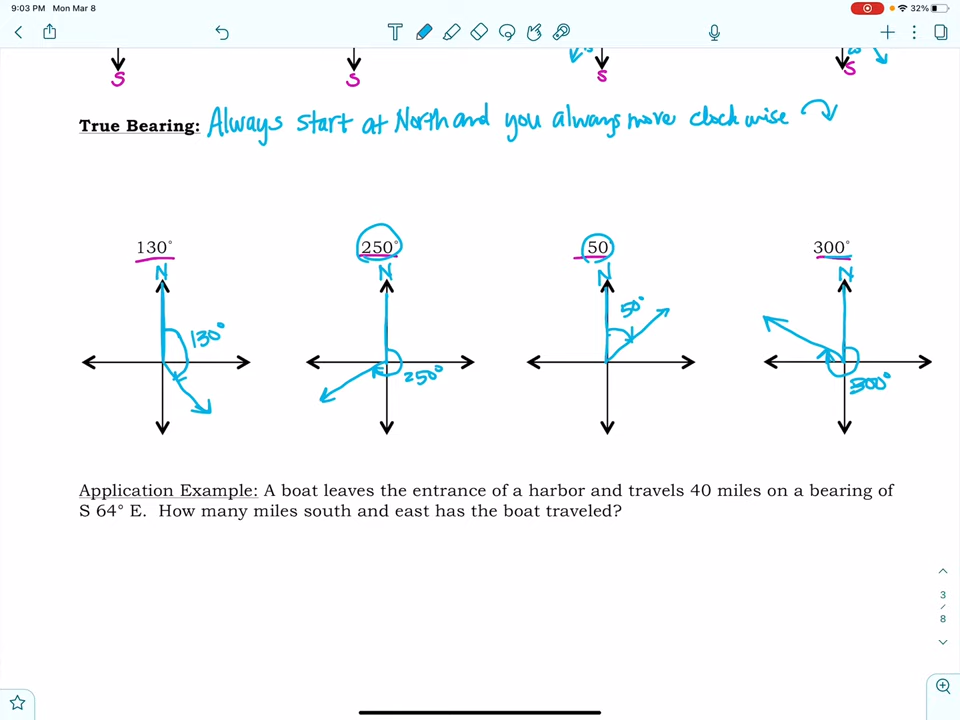 9:03 PM Mon Mar 8 32%
S S S S
True Bearing: Always start at North and you always move clockwise
130° 250° 50° 300°
N N N N
130° 250° 50° 300°
Application Example: A boat leaves the entrance of a harbor and travels 40 miles on a bearing of
S 64° E. How many miles south and east has the boat traveled?
3
/
8